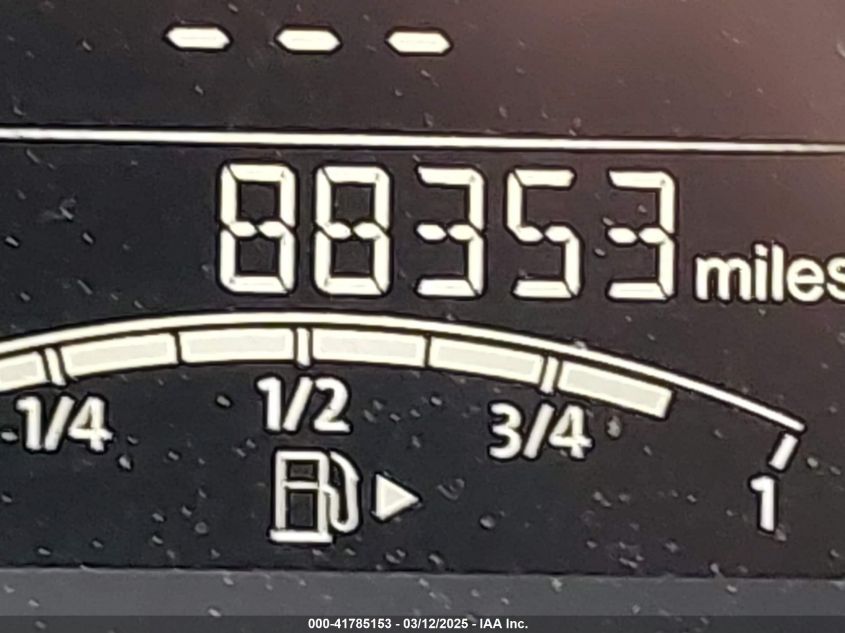 ---
88353 miles
1/4 1/2 3/4 1
000-41785153 - 03/12/2025 - IAA Inc.